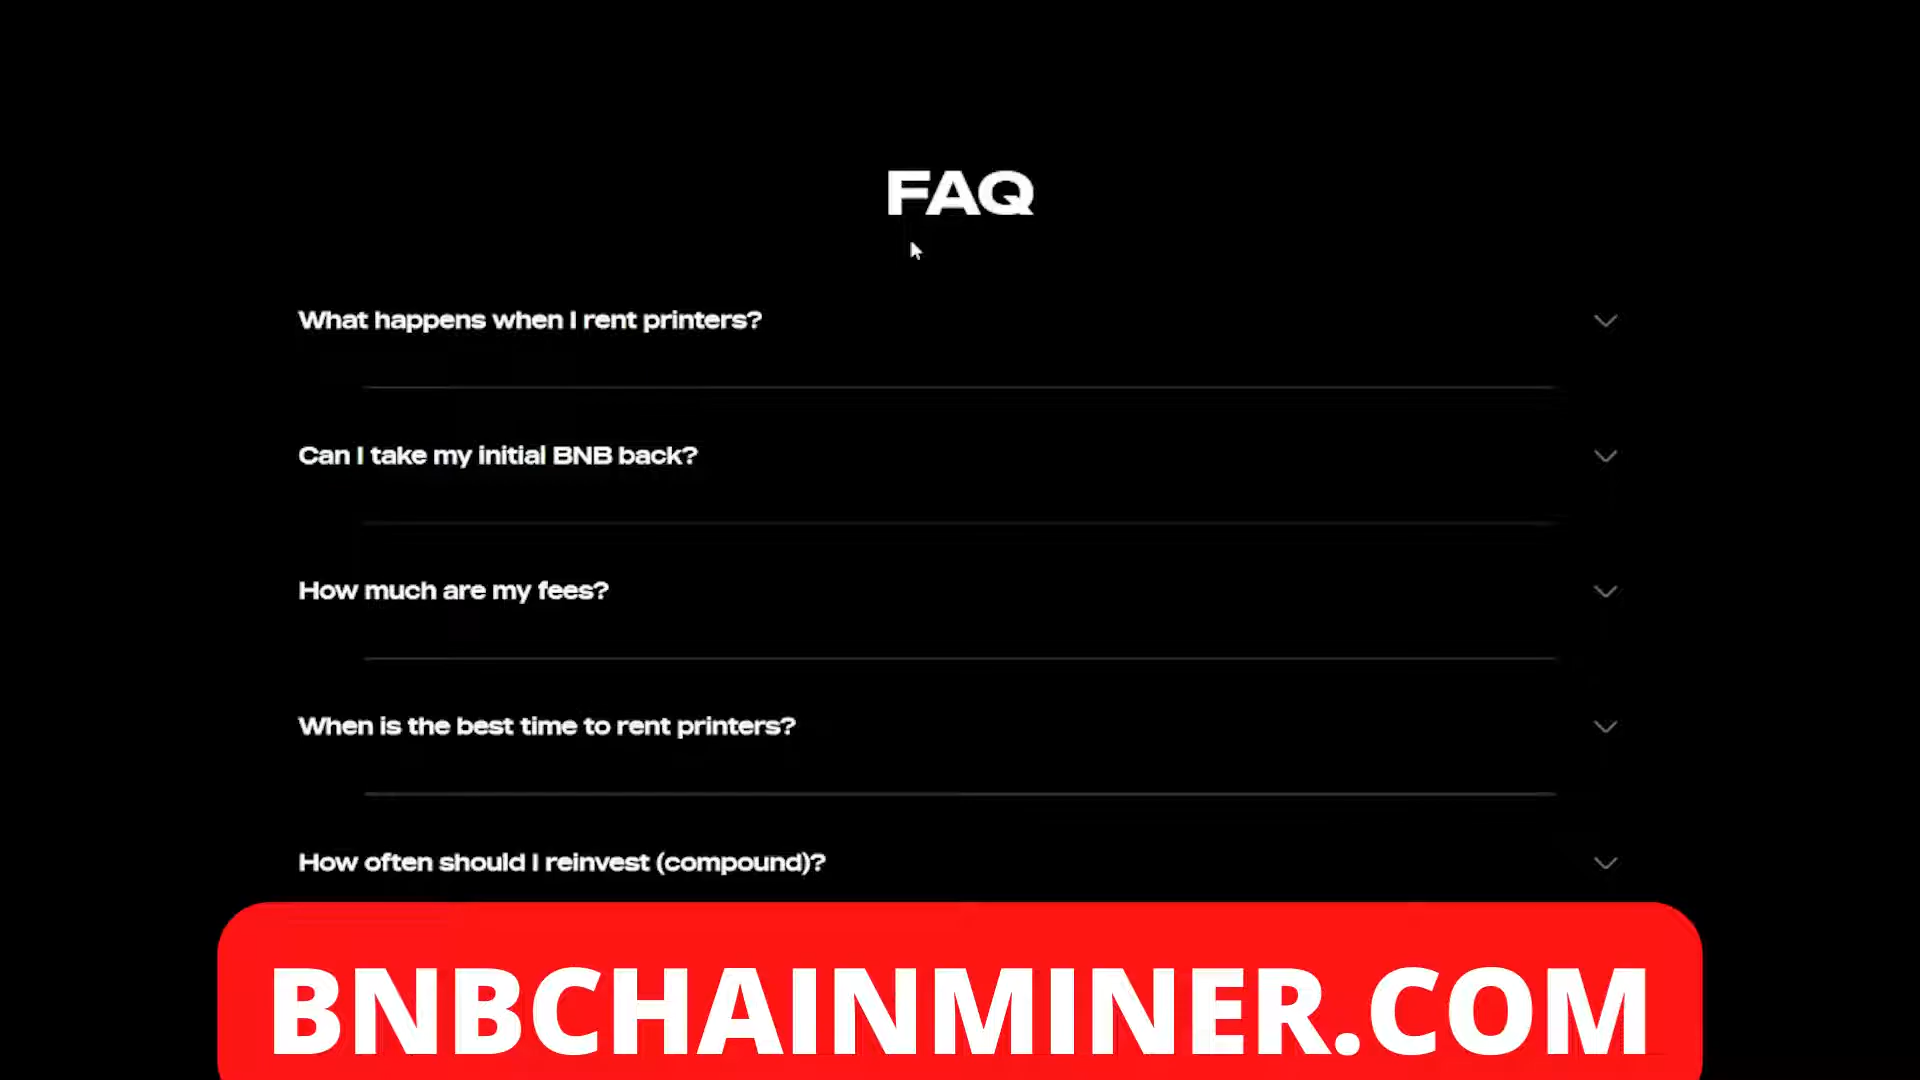 FAQ
What happens when I rent printers?
Can I take my initial BNB back?
How much are my fees?
When is the best time to rent printers?
How often should I reinvest (compound)?
BNBCHAINMINER.COM